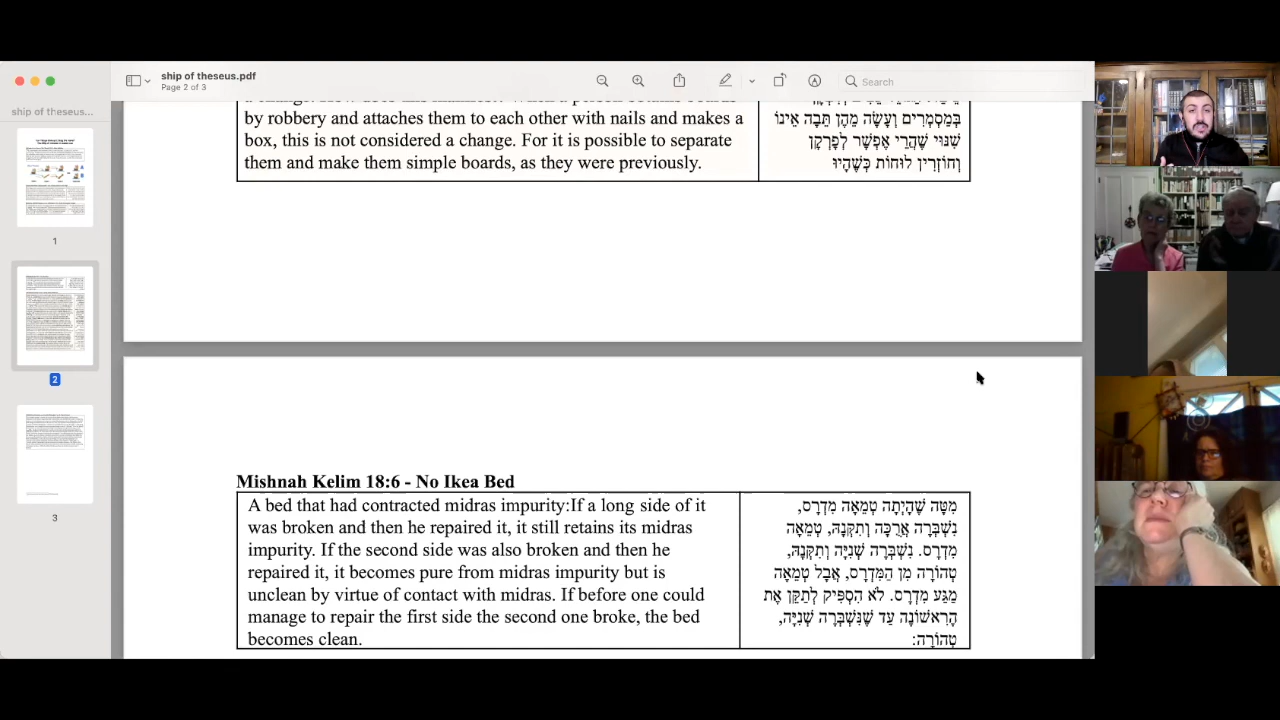 ship of theseus.pdf
Page 2 of 3
Search
ship of theseus...
1
2
3
by robbery and attaches them to each other with nails and makes a
box, this is not considered a change. For it is possible to separate
them and make them simple boards, as they were previously.
בְּמַסְמְרִים וְעָשָׂה מֵהֶן תֵּבָה אֵינוֹ
שִׁנּוּי שֶׁהֲרֵי אֶפְשָׁר לְפָרְקָן
וְחוֹזְרִין לוּחוֹת כְּשֶׁהָיוּ
Mishnah Kelim 18:6 - No Ikea Bed
A bed that had contracted midras impurity:If a long side of it
was broken and then he repaired it, it still retains its midras
impurity. If the second side was also broken and then he
repaired it, it becomes pure from midras impurity but is
unclean by virtue of contact with midras. If before one could
manage to repair the first side the second one broke, the bed
becomes clean.
מִטָּה שֶׁהָיְתָה טְמֵאָה מִדְרָס,
נִשְׁבְּרָה אֲרֻכָּה וְתִקְּנָהּ, טְמֵאָה
מִדְרָס. נִשְׁבְּרָה שְׁנִיָּה וְתִקְּנָהּ,
טְהוֹרָה מִן הַמִּדְרָס, אֲבָל טְמֵאָה
מַגַּע מִדְרָס. לֹא הִסְפִּיק לְתַקֵּן אֶת
הָרִאשׁוֹנָה עַד שֶׁנִּשְׁבְּרָה שְׁנִיָּה,
טְהוֹרָה: